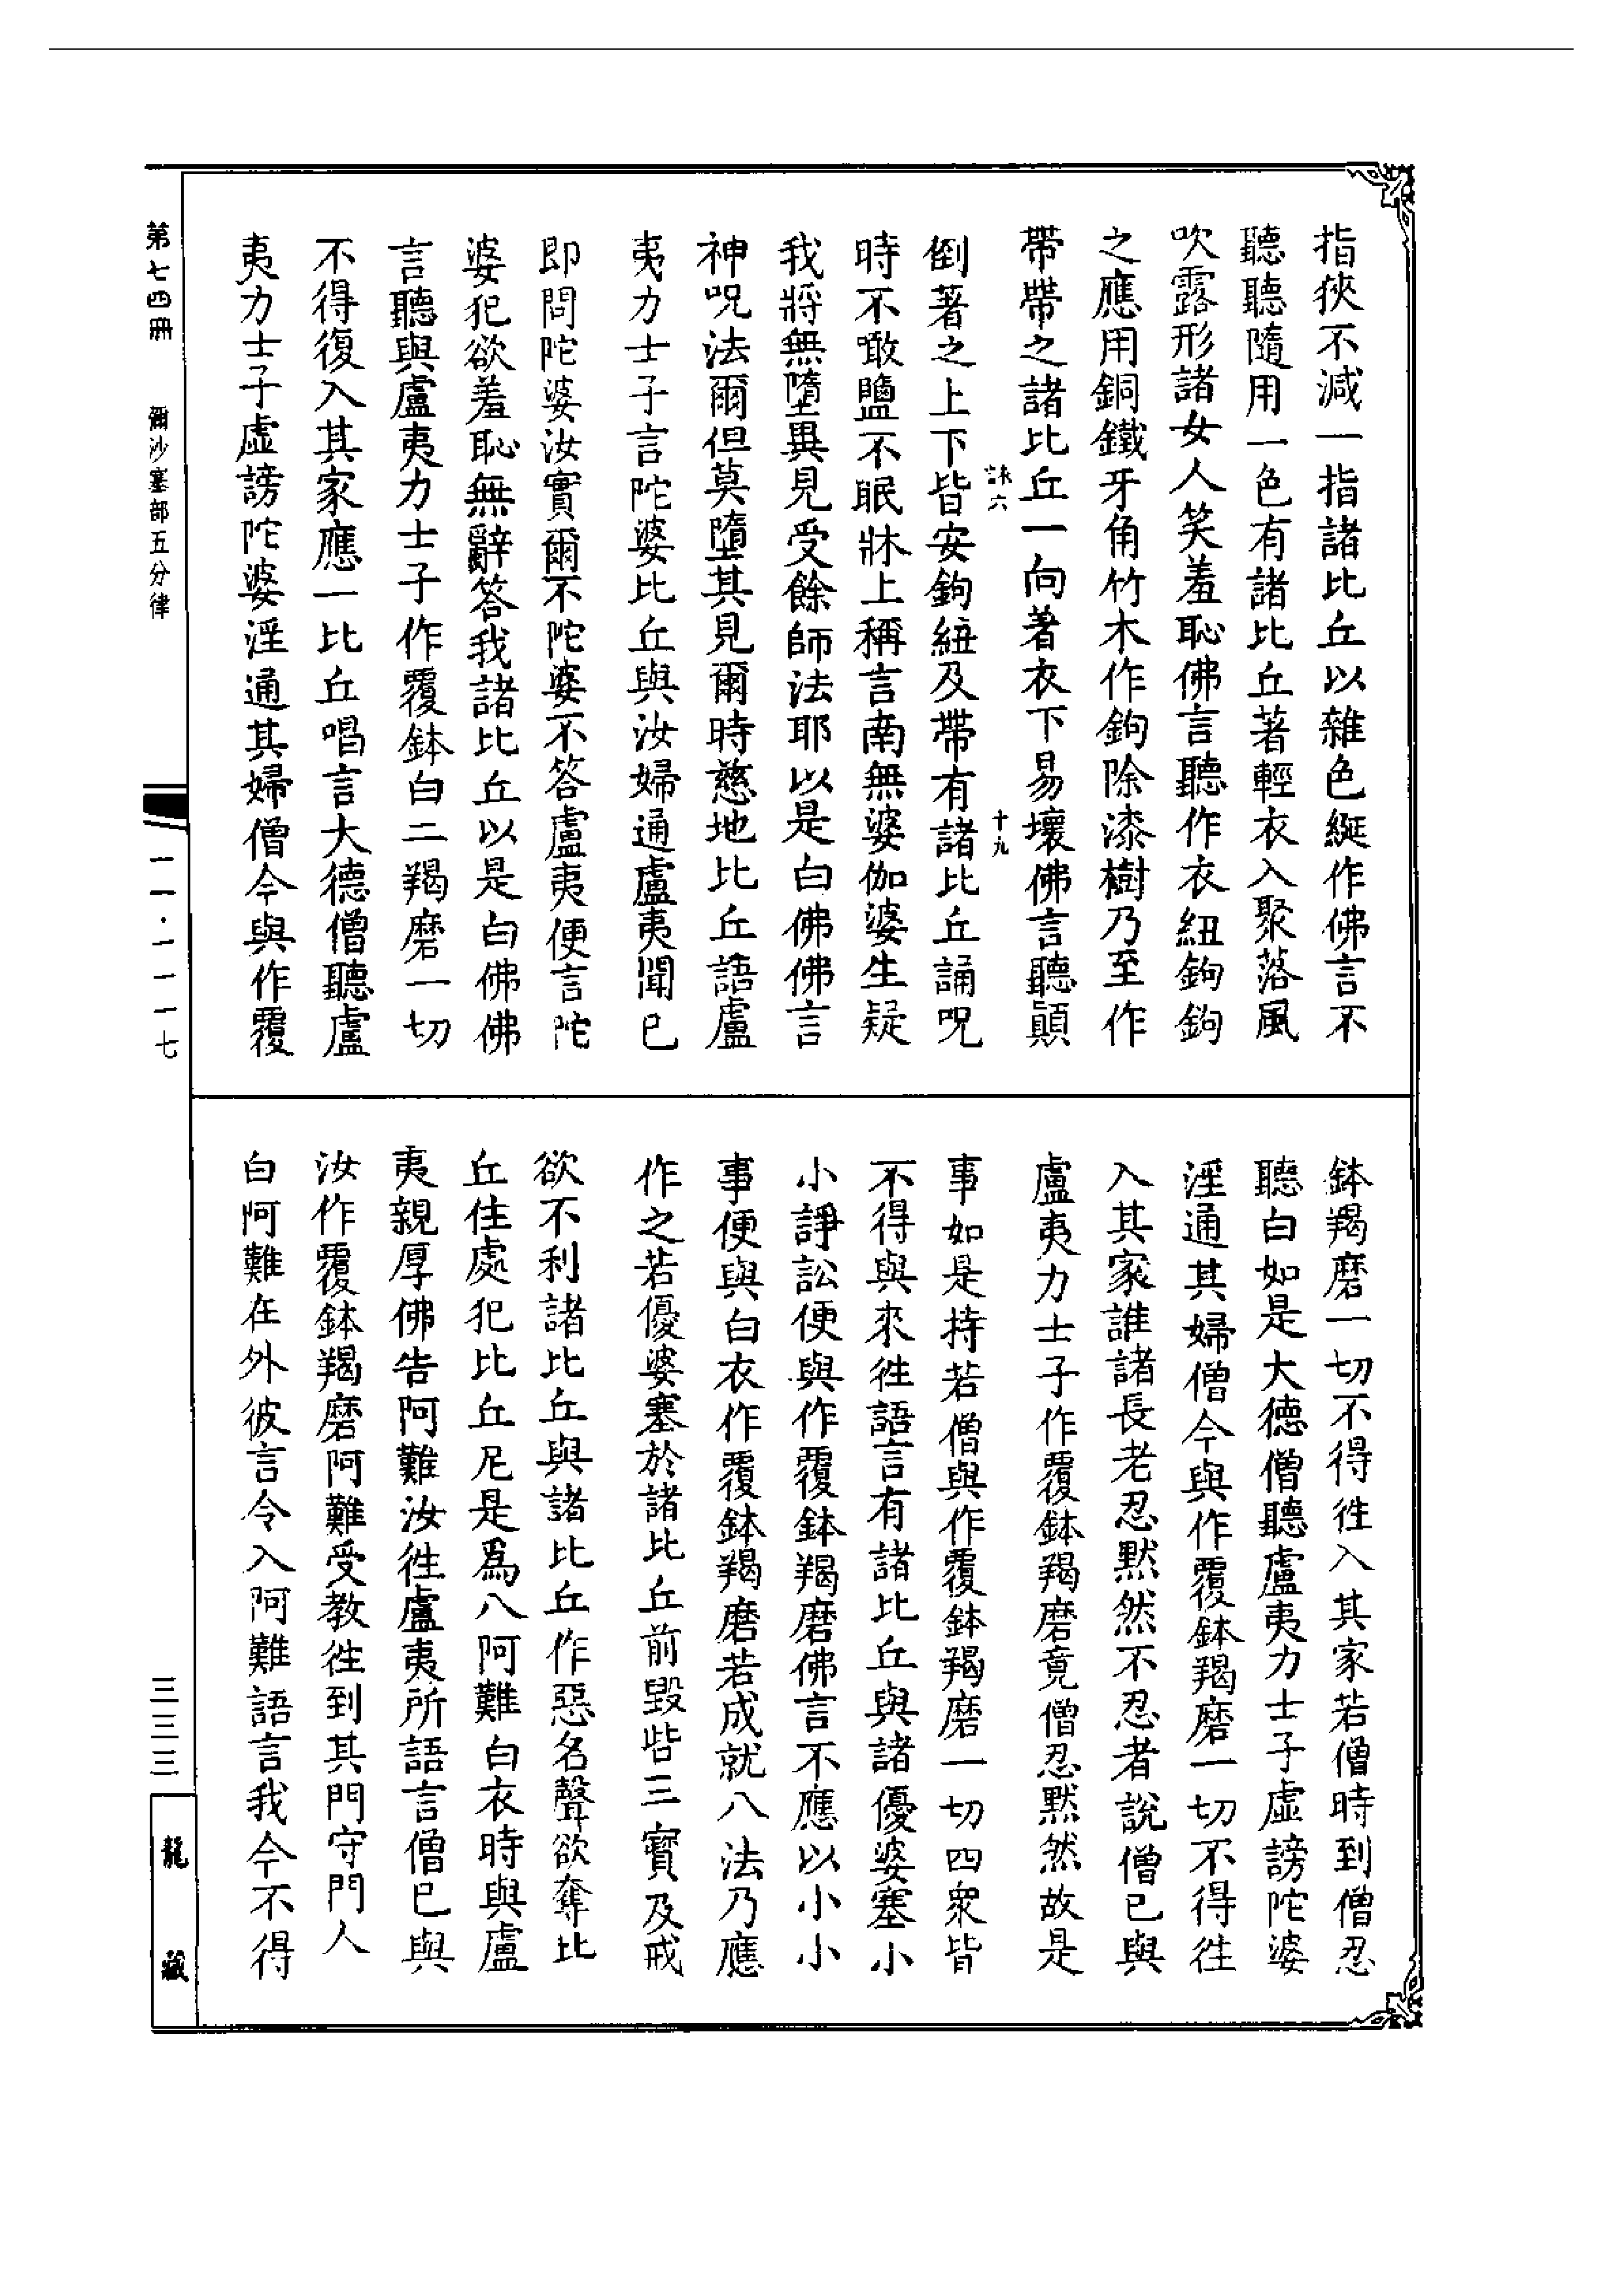 指狹不減一指諸比丘以雜色綖作佛言不
聽聽隨用一色有諸比丘著輕衣入聚落風
吹露形諸女人笑羞恥佛言聽作衣紐鉤鉤
之應用銅鐵牙角竹木作鉤除漆樹乃至作
帶帶之諸比丘一向著衣下易壞佛言聽顛
詠六 十九
倒著之上下皆安鉤紐及帶有諸比丘誦呪
時不噉鹽不眠牀上稱言南無婆伽婆生疑
我將無墮異見受餘師法耶以是白佛佛言
神呪法爾但莫墮其見爾時慈地比丘語盧
夷力士子言陀婆比丘與汝婦通盧夷聞已
即問陀婆汝實爾不陀婆不答盧夷便言陀
婆犯欲羞恥無辭答我諸比丘以是白佛佛
言聽與盧夷力士子作覆鉢白二羯磨一切
不得復入其家應一比丘唱言大德僧聽盧
夷力士子虛謗陀婆淫通其婦僧今與作覆
鉢羯磨一切不得徃入其家若僧時到僧忍
聽白如是大德僧聽盧夷力士子虛謗陀婆
淫通其婦僧今與作覆鉢羯磨一切不得徃
入其家誰諸長老忍默然不忍者說僧已與
盧夷力士子作覆鉢羯磨竟僧忍默然故是
事如是持若僧與作覆鉢羯磨一切四衆皆
不得與來徃語言有諸比丘與諸優婆塞小
小諍訟便與作覆鉢羯磨佛言不應以小小
事便與白衣作覆鉢羯磨若成就八法乃應
作之若優婆塞於諸比丘前毀呰三寶及戒
欲不利諸比丘與諸比丘作惡名聲欲奪比
丘住處犯比丘尼是爲八阿難白衣時與盧
夷親厚佛告阿難汝徃盧夷所語言僧已與
汝作覆鉢羯磨阿難受教徃到其門守門人
白阿難在外彼言令入阿難語言我今不得
第七四冊 彌沙塞部五分律 一一·一一一七 三三三 龍藏